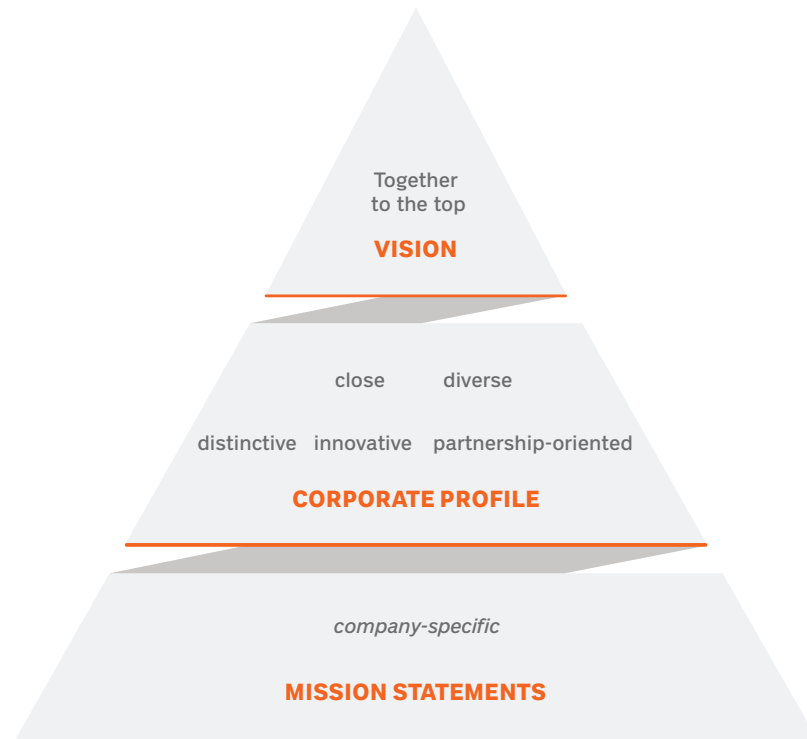 Together
to the top
VISION
close diverse
distinctive innovative partnership-oriented
CORPORATE PROFILE
company-specific
MISSION STATEMENTS